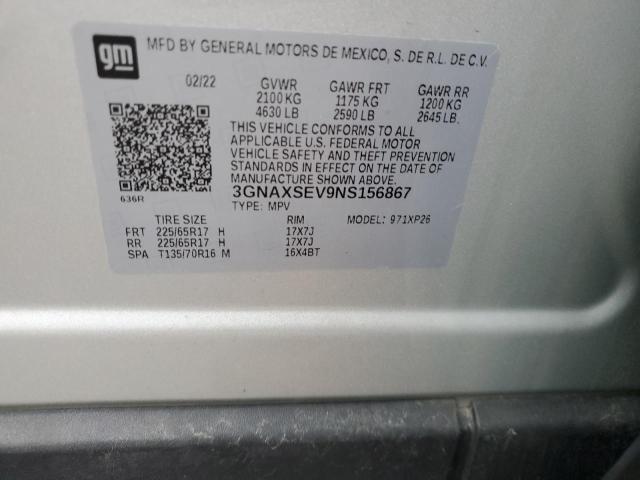 gm MFD BY GENERAL MOTORS DE MEXICO, S. DE R.L. DE C.V.
02/22 GVWR GAWR FRT GAWR RR
2100 KG 1175 KG 1200 KG
4630 LB 2590 LB 2645 LB.
THIS VEHICLE CONFORMS TO ALL
APPLICABLE U.S. FEDERAL MOTOR
VEHICLE SAFETY AND THEFT PREVENTION
STANDARDS IN EFFECT ON THE DATE OF
MANUFACTURE SHOWN ABOVE.
636R 3GNAXSEV9NS156867
TYPE: MPV MODEL: 971XP26
TIRE SIZE RIM
FRT 225/65R17 H 17X7J
RR 225/65R17 H 17X7J
SPA T135/70R16 M 16X4BT